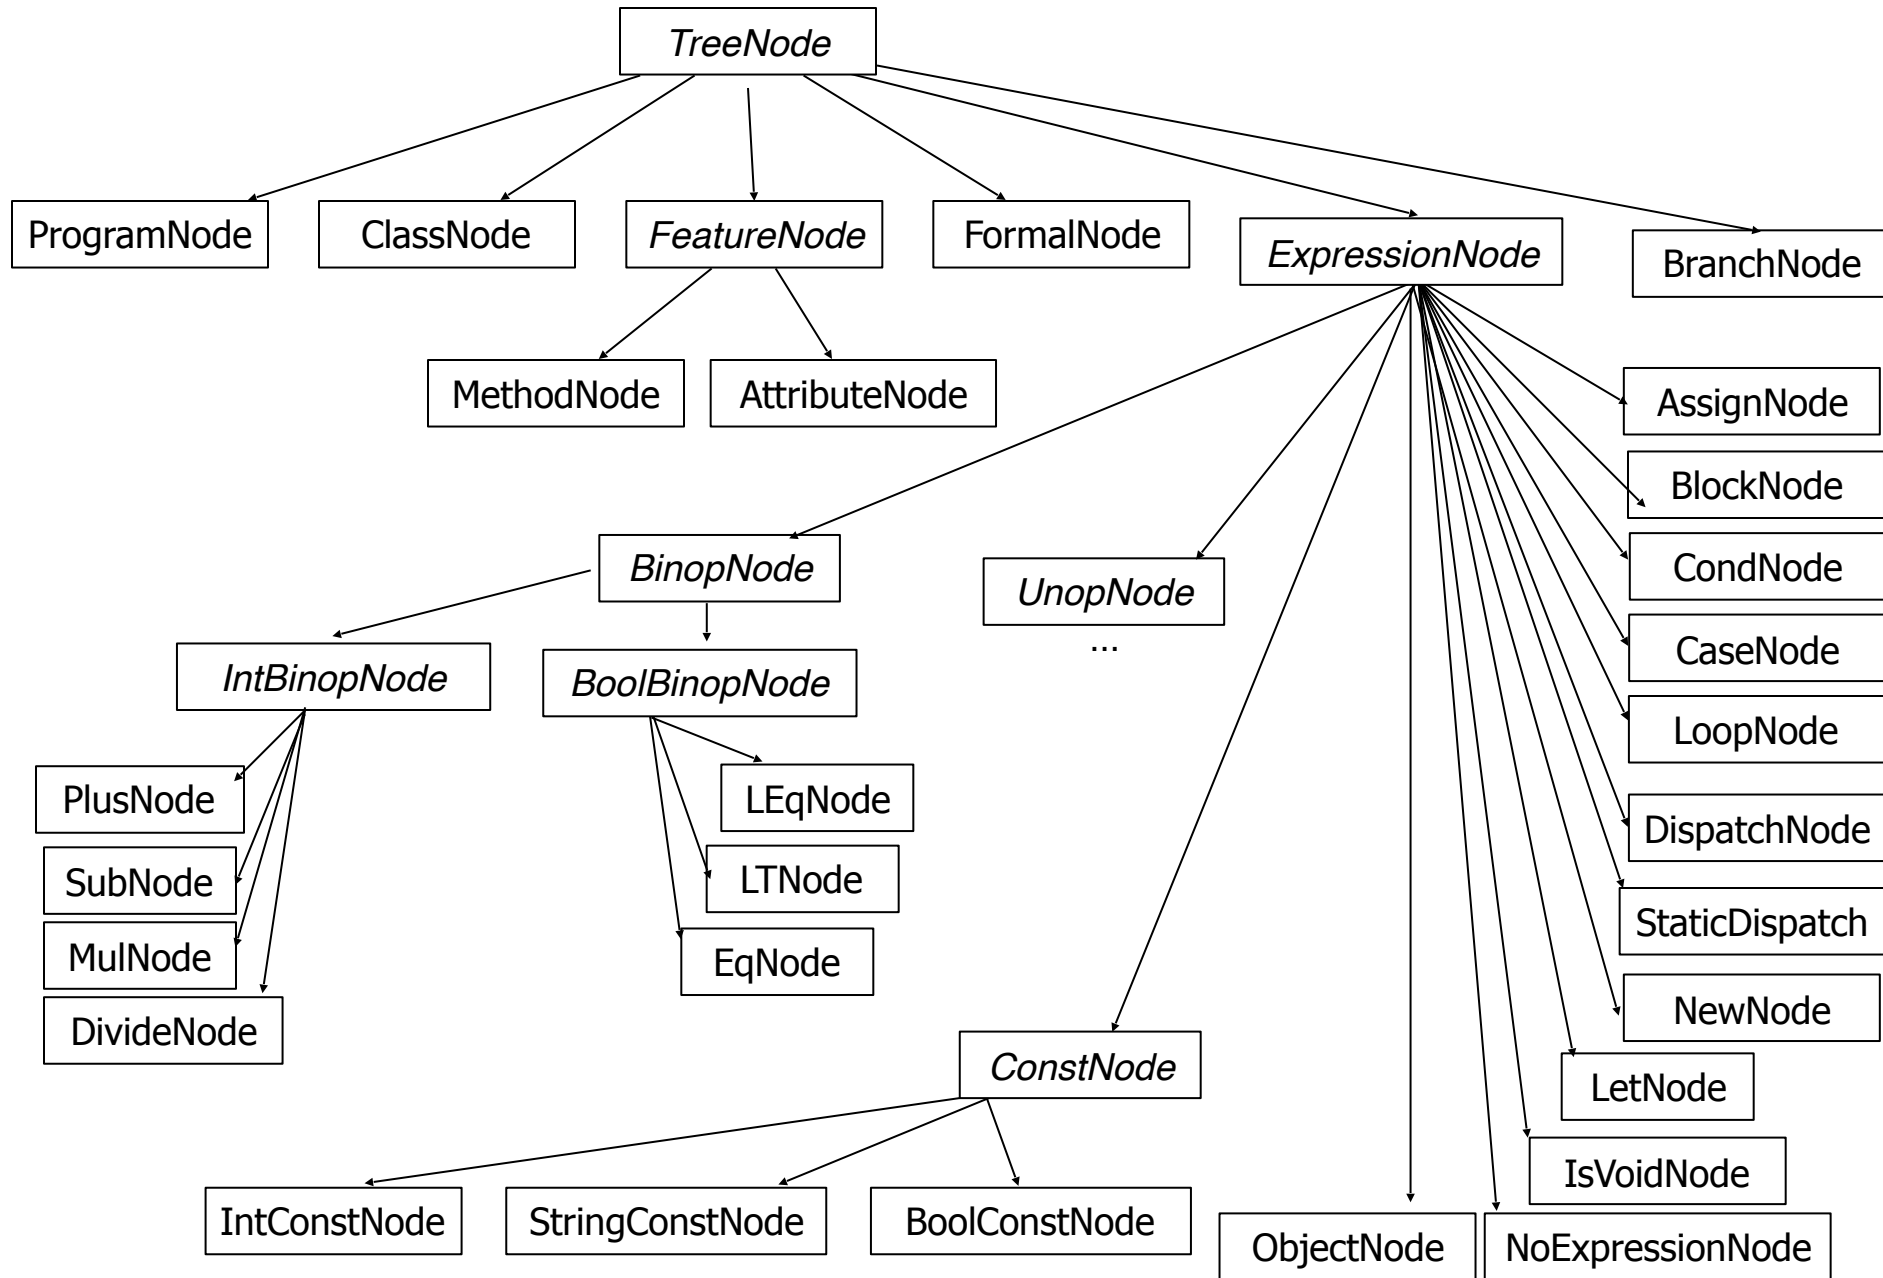 TreeNode
ProgramNode
ClassNode
FeatureNode
FormalNode
ExpressionNode
BranchNode
MethodNode
AttributeNode
AssignNode
BlockNode
BinopNode
UnopNode
...
CondNode
IntBinopNode
BoolBinopNode
CaseNode
LoopNode
PlusNode
LEqNode
DispatchNode
SubNode
LTNode
StaticDispatch
MulNode
EqNode
NewNode
DivideNode
ConstNode
LetNode
IsVoidNode
IntConstNode
StringConstNode
BoolConstNode
ObjectNode
NoExpressionNode